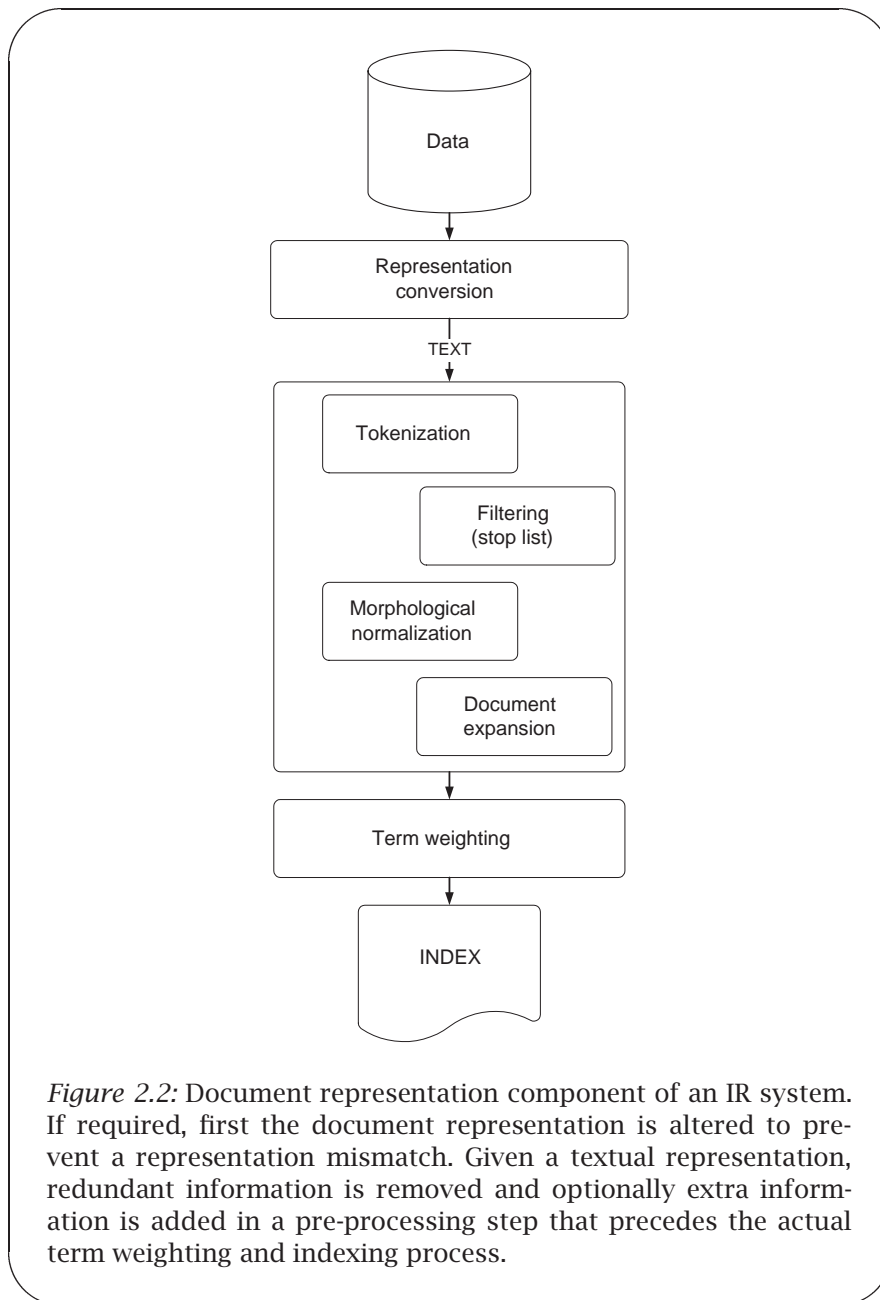 Data
Representation
conversion
TEXT
Tokenization
Filtering
(stop list)
Morphological
normalization
Document
expansion
Term weighting
INDEX
Figure 2.2: Document representation component of an IR system.
If required, first the document representation is altered to pre-
vent a representation mismatch. Given a textual representation,
redundant information is removed and optionally extra inform-
ation is added in a pre-processing step that precedes the actual
term weighting and indexing process.